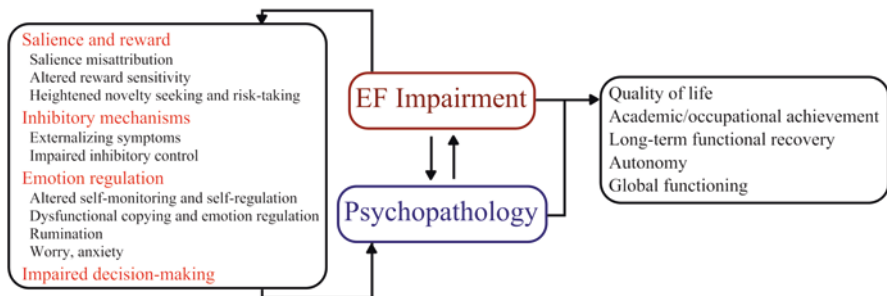 Salience and reward
Salience misattribution
Altered reward sensitivity
Heightened novelty seeking and risk-taking
Inhibitory mechanisms
Externalizing symptoms
Impaired inhibitory control
Emotion regulation
Altered self-monitoring and self-regulation
Dysfunctional copying and emotion regulation
Rumination
Worry, anxiety
Impaired decision-making
EF Impairment
Psychopathology
Quality of life
Academic/occupational achievement
Long-term functional recovery
Autonomy
Global functioning